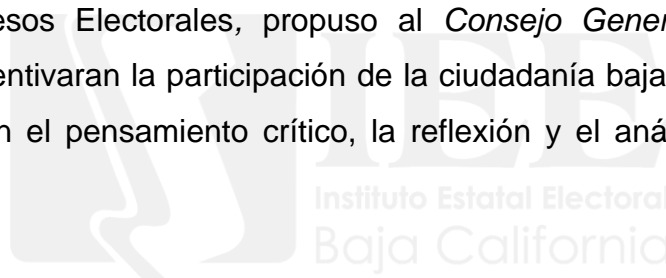 esos Electorales, propuso al Consejo Gener
entivaran la participación de la ciudadanía baja
n el pensamiento crítico, la reflexión y el aná
IEE
Instituto Estatal Electoral
Baja California